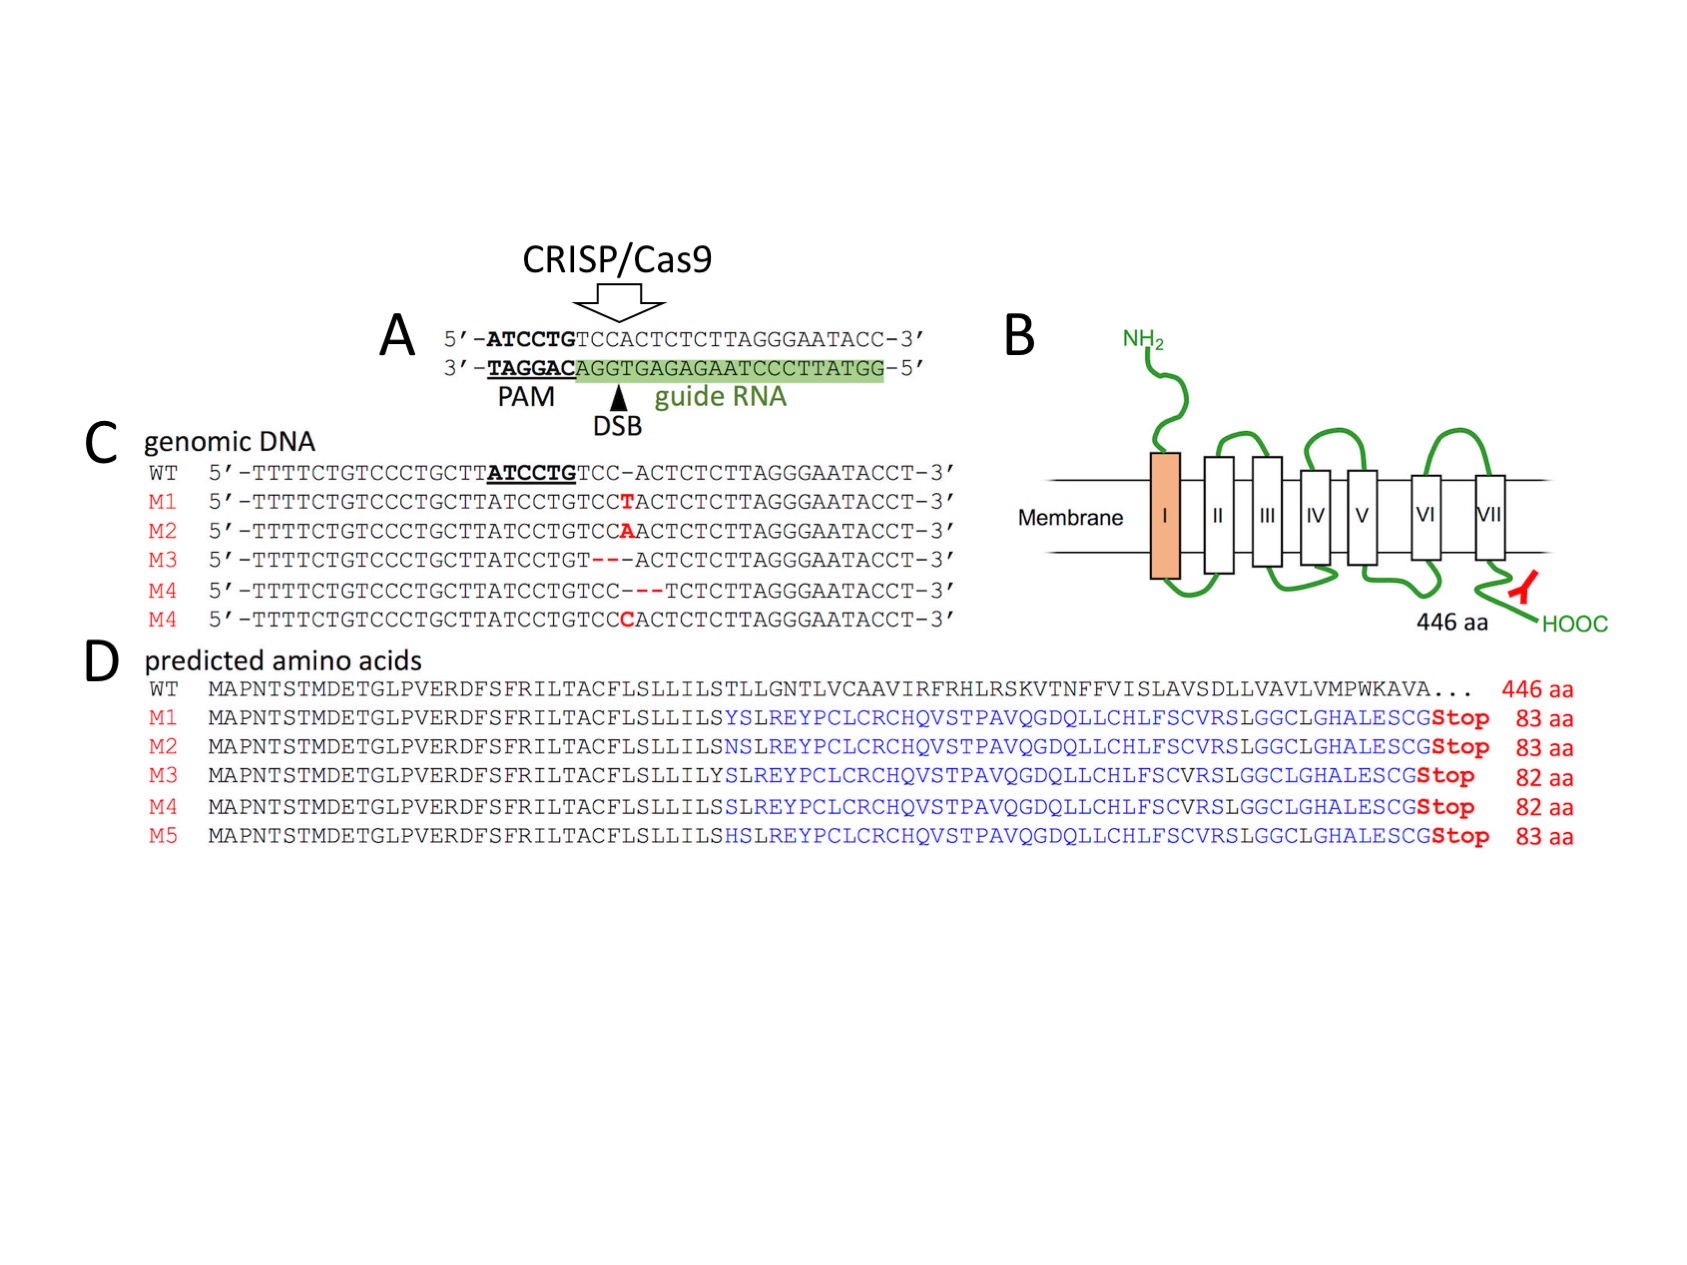 CRISP/Cas9
A
5′-ATCCTGTCCACTCTCTTAGGGAATACC-3′
3′-TAGGACAGGTGAGAGAATCCCTTATGG-5′
PAM
guide RNA
DSB
B
NH2
Membrane
I
II
III
IV
V
VI
VII
446 aa
HOOC
C
genomic DNA
WT 5′-TTTTCTGTCCCTGCTTATCCTGTCC-ACTCTCTTAGGGAATACCT-3′
M1 5′-TTTTCTGTCCCTGCTTATCCTGTCCTACTCTCTTAGGGAATACCT-3′
M2 5′-TTTTCTGTCCCTGCTTATCCTGTCCAACTCTCTTAGGGAATACCT-3′
M3 5′-TTTTCTGTCCCTGCTTATCCTGT---ACTCTCTTAGGGAATACCT-3′
M4 5′-TTTTCTGTCCCTGCTTATCCTGTCC---TCTCTTAGGGAATACCT-3′
M4 5′-TTTTCTGTCCCTGCTTATCCTGTCCCACTCTCTTAGGGAATACCT-3′
D
predicted amino acids
WT MAPNTSTMDETGLPVERDFSFRILTACFLSLLILSTLLGNTLVCAAVIRFRHLRSKVTNFFVISLAVSDLLVAVLVMPWKAVA... 446 aa
M1 MAPNTSTMDETGLPVERDFSFRILTACFLSLLILSYSLREYPCLCRCHQVSTPAVQGDQLLCHLFSCVRSLGGCLGHALESCGStop 83 aa
M2 MAPNTSTMDETGLPVERDFSFRILTACFLSLLILSNSLREYPCLCRCHQVSTPAVQGDQLLCHLFSCVRSLGGCLGHALESCGStop 83 aa
M3 MAPNTSTMDETGLPVERDFSFRILTACFLSLLILYSLREYPCLCRCHQVSTPAVQGDQLLCHLFSCVRSLGGCLGHALESCGStop 82 aa
M4 MAPNTSTMDETGLPVERDFSFRILTACFLSLLILSSLREYPCLCRCHQVSTPAVQGDQLLCHLFSCVRSLGGCLGHALESCGStop 82 aa
M5 MAPNTSTMDETGLPVERDFSFRILTACFLSLLILSHSLREYPCLCRCHQVSTPAVQGDQLLCHLFSCVRSLGGCLGHALESCGStop 83 aa